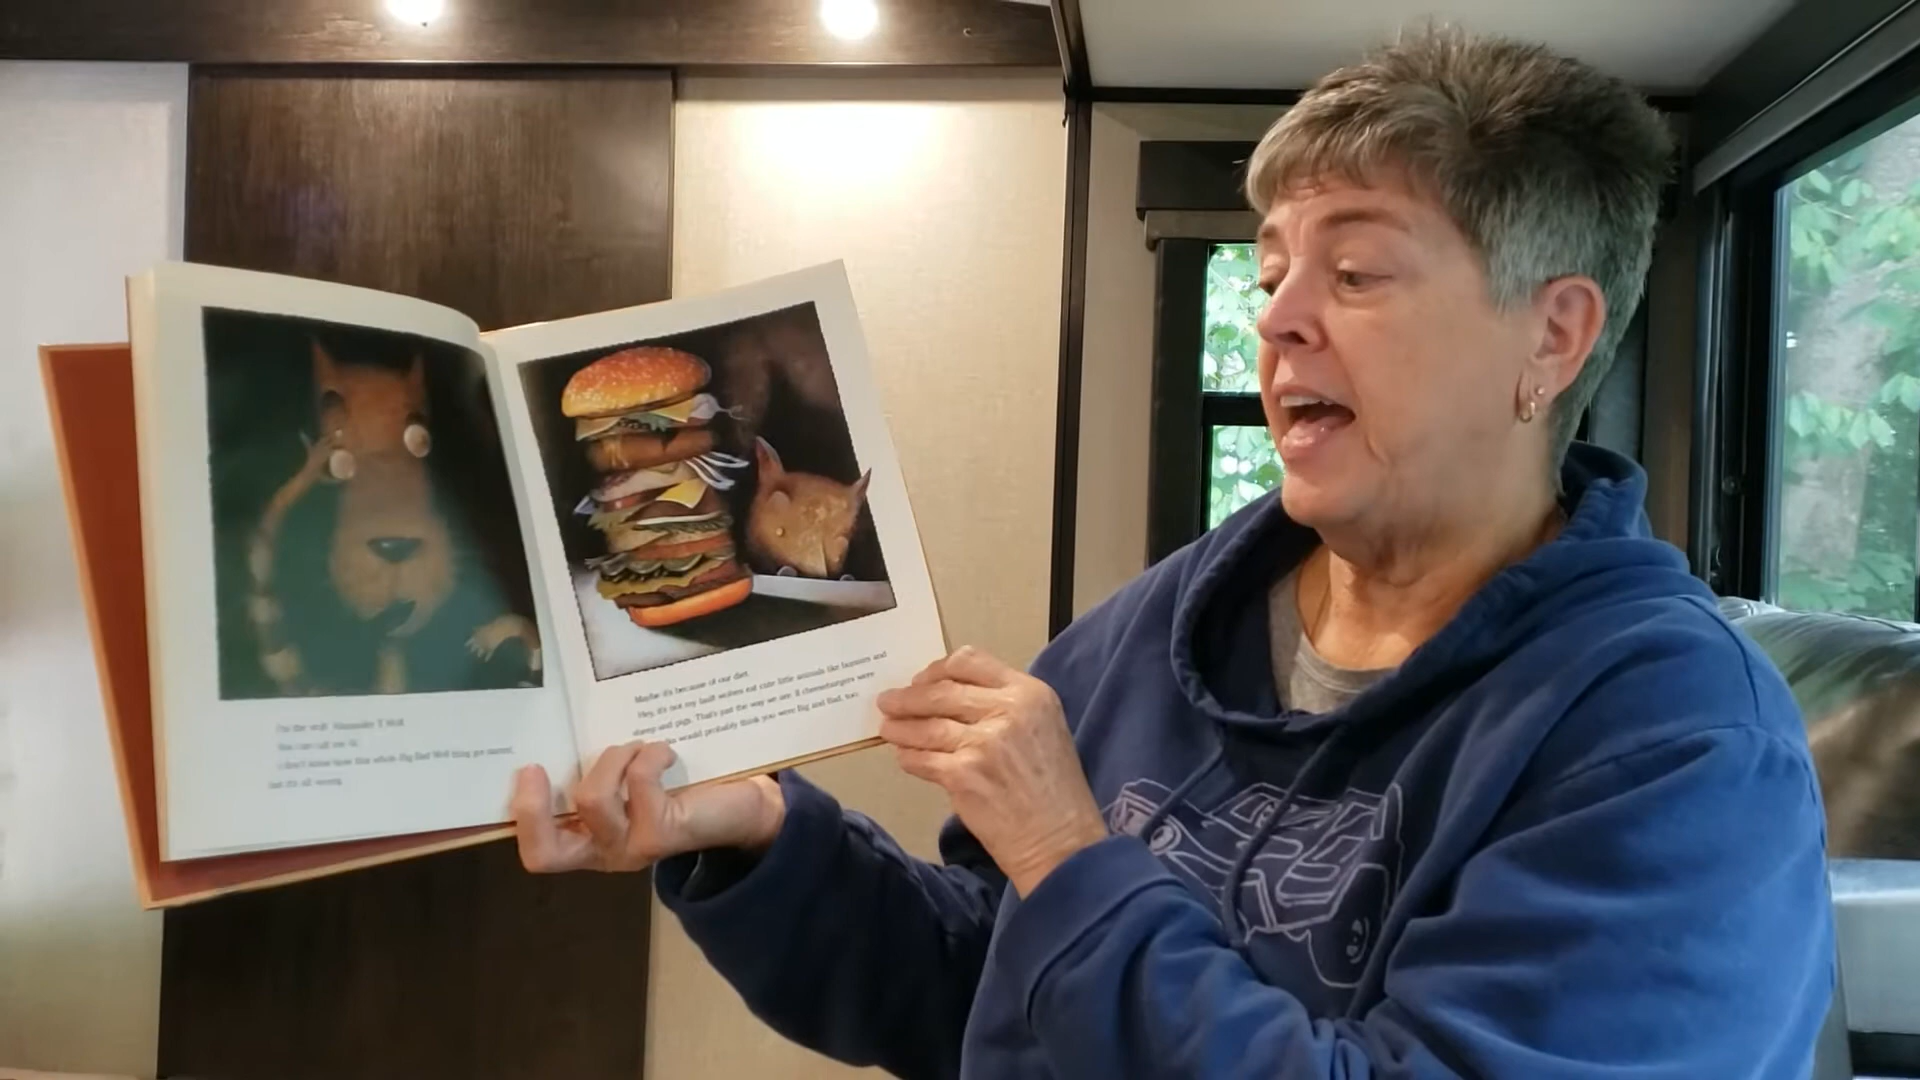 I'm the wolf. Alexander T. Wolf.
You can call me Al.
I don't know how this whole Big Bad Wolf thing got started,
but it's all wrong.
Maybe it's because of our diet.
Hey, it's not my fault wolves eat cute little animals like bunnies and
sheep and pigs. That's just the way we are. If cheeseburgers were
would probably think you were Big and Bad, too.